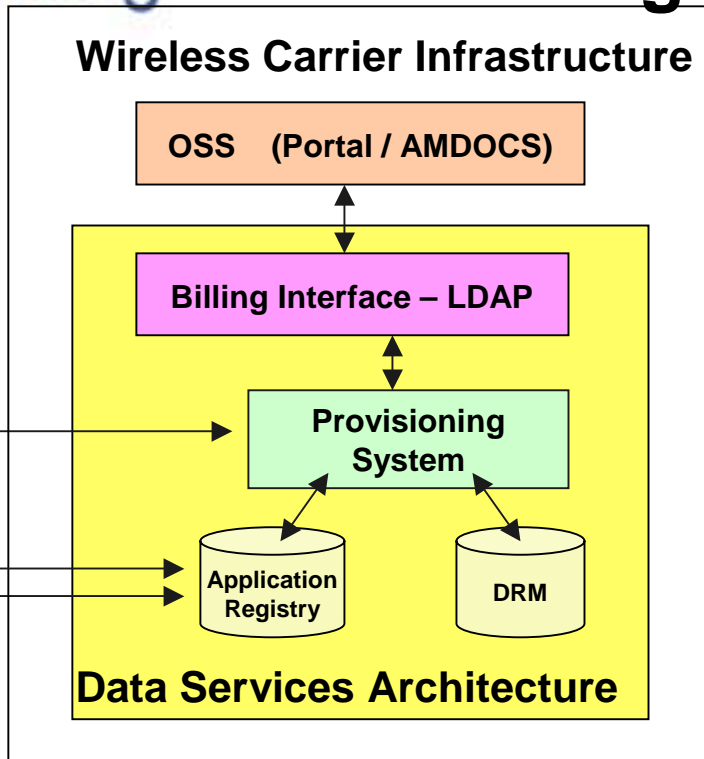 Wireless Carrier Infrastructure
OSS (Portal / AMDOCS)
Billing Interface – LDAP
Provisioning
System
Application
Registry
DRM
Data Services Architecture